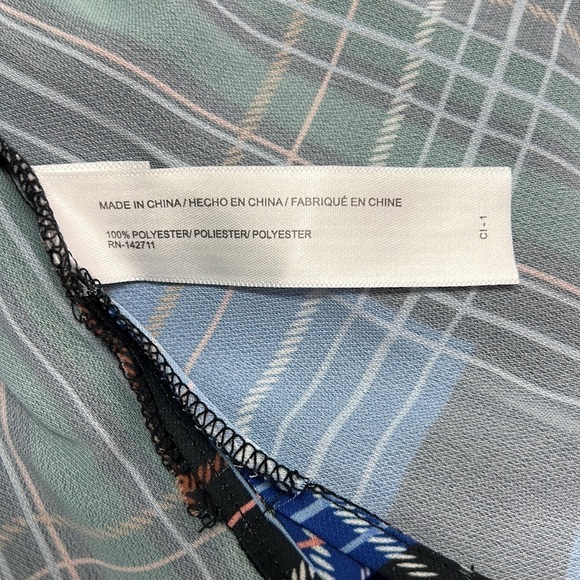 MADE IN CHINA / HECHO EN CHINA / FABRIQUÉ EN CHINE
100% POLYESTER/ POLIESTER/ POLYESTER
RN-142711
CI - 1